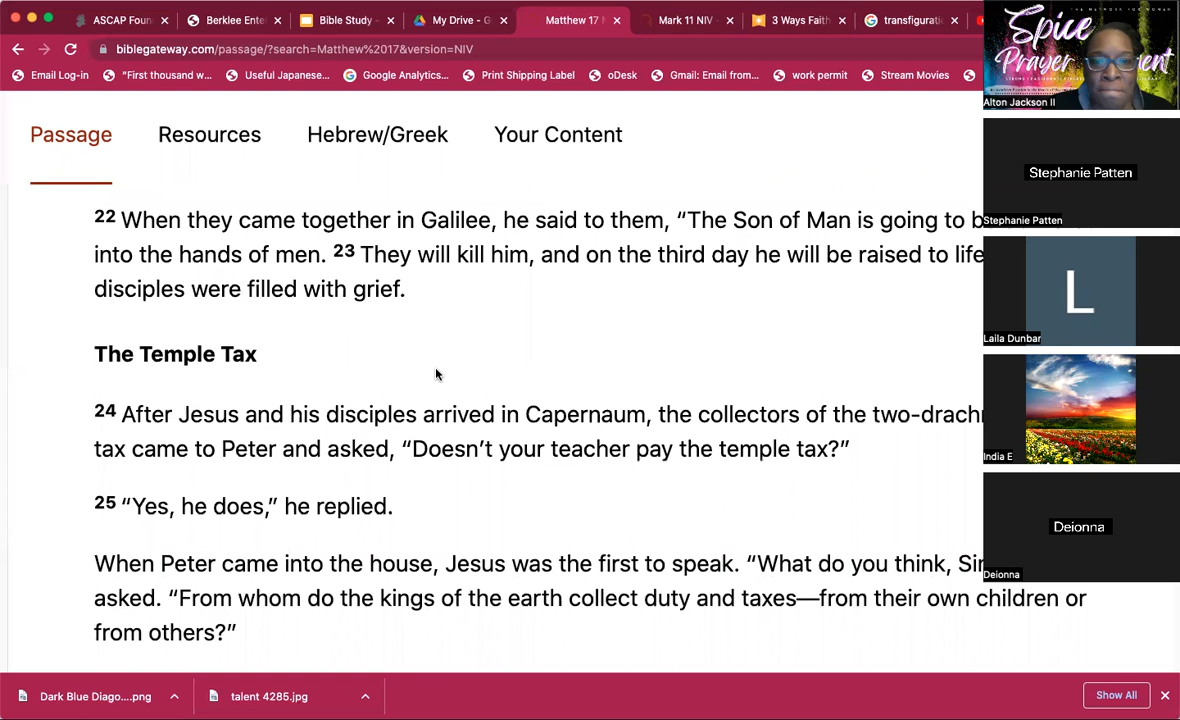 ASCAP Foun
Berklee Ente
Bible Study -
My Drive - G
Matthew 17 N
Mark 11 NIV -
3 Ways Faith
transfigurati
biblegateway.com/passage/?search=Matthew%2017&version=NIV
Email Log-in
"First thousand w...
Useful Japanese...
Google Analytics...
Print Shipping Label
oDesk
Gmail: Email from...
work permit
Stream Movies
Passage
Resources
Hebrew/Greek
Your Content
22 When they came together in Galilee, he said to them, “The Son of Man is going to b
into the hands of men. 23 They will kill him, and on the third day he will be raised to life
disciples were filled with grief.
The Temple Tax
24 After Jesus and his disciples arrived in Capernaum, the collectors of the two-drach
tax came to Peter and asked, “Doesn’t your teacher pay the temple tax?”
25 “Yes, he does,” he replied.
When Peter came into the house, Jesus was the first to speak. “What do you think, Si
asked. “From whom do the kings of the earth collect duty and taxes—from their own children or
from others?”
Dark Blue Diago....png
talent 4285.jpg
Show All
Spice
Prayer
Alton Jackson II
Stephanie Patten
Stephanie Patten
L
Laila Dunbar
India E
Deionna
Deionna